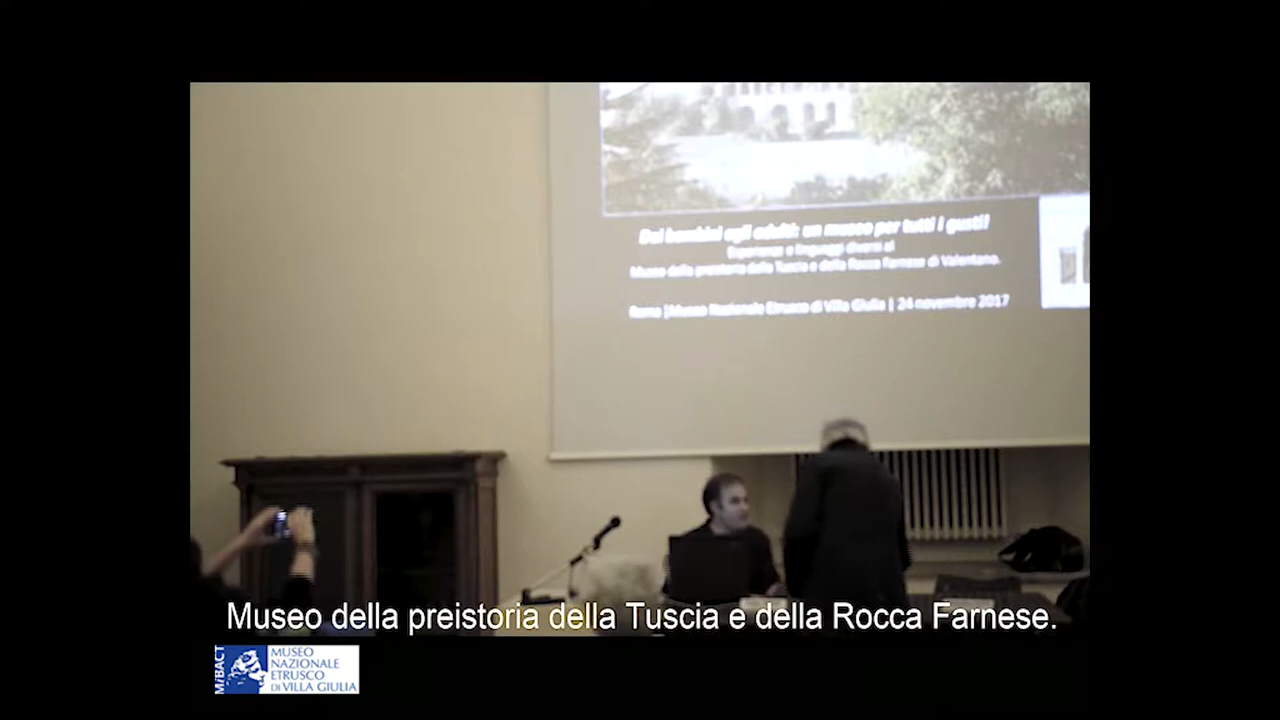 Dai bambini agli adulti: un museo per tutti i gusti!
Esperienze e linguaggi diversi al
Museo della preistoria della Tuscia e della Rocca Farnese di Valentano.
Roma | Museo Nazionale Etrusco di Villa Giulia | 24 novembre 2017
Museo della preistoria della Tuscia e della Rocca Farnese.
MiBACT
MUSEO
NAZIONALE
ETRUSCO
DI VILLA GIULIA